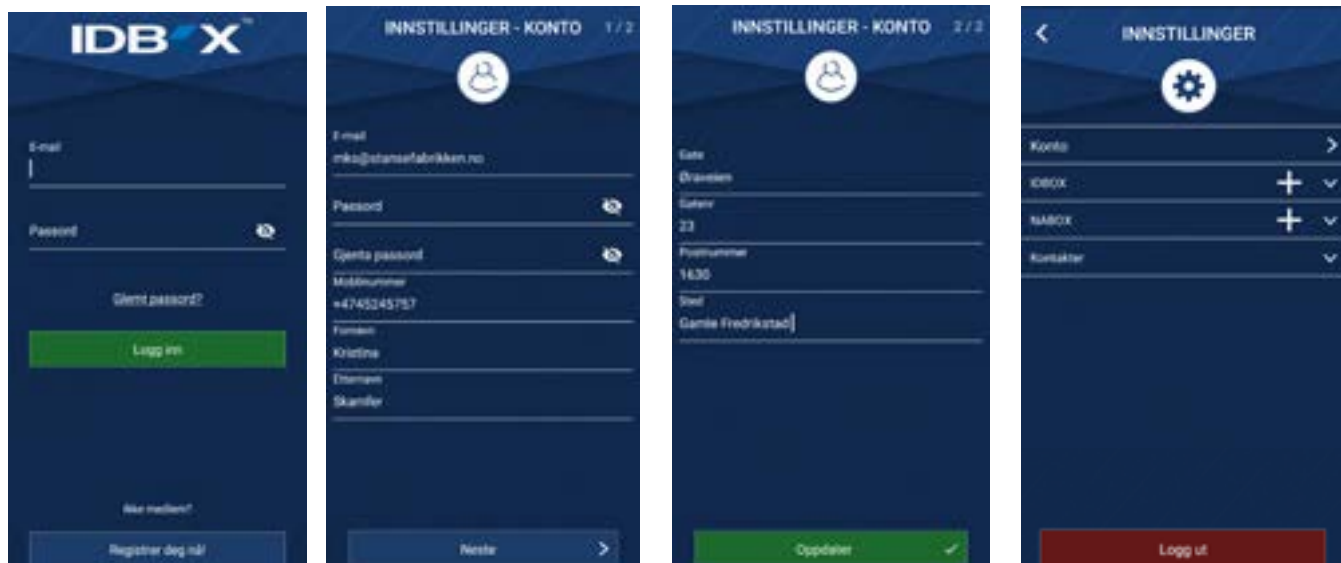 IDBOX™
E-mail
Passord
Glemt passord?
Logg inn
Ikke medlem?
Registrer deg nå!
INNSTILLINGER - KONTO 1 / 2
E-mail
mks@stansefabrikken.no
Passord
Gjenta passord
Mobilnummer
+4745245757
Fornavn
Kristina
Etternavn
Neste
INNSTILLINGER - KONTO 2 / 2
Gate
Øraveien
Gatenr
23
Postnummer
1630
Sted
Gamle Fredrikstad
Oppdater
INNSTILLINGER
Konto
IDBOX
NABOX
Kontakter
Logg ut